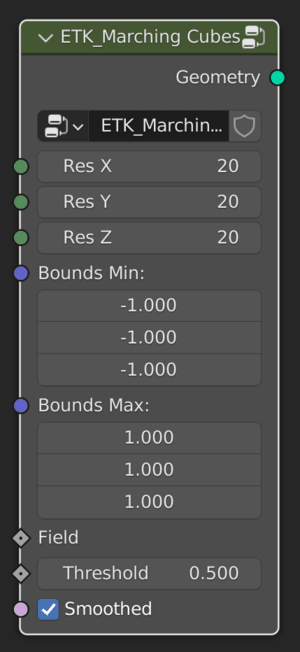 ETK_Marching Cubes
Geometry
ETK_Marchin...
Res X 20
Res Y 20
Res Z 20
Bounds Min:
-1.000
-1.000
-1.000
Bounds Max:
1.000
1.000
1.000
Field
Threshold 0.500
Smoothed